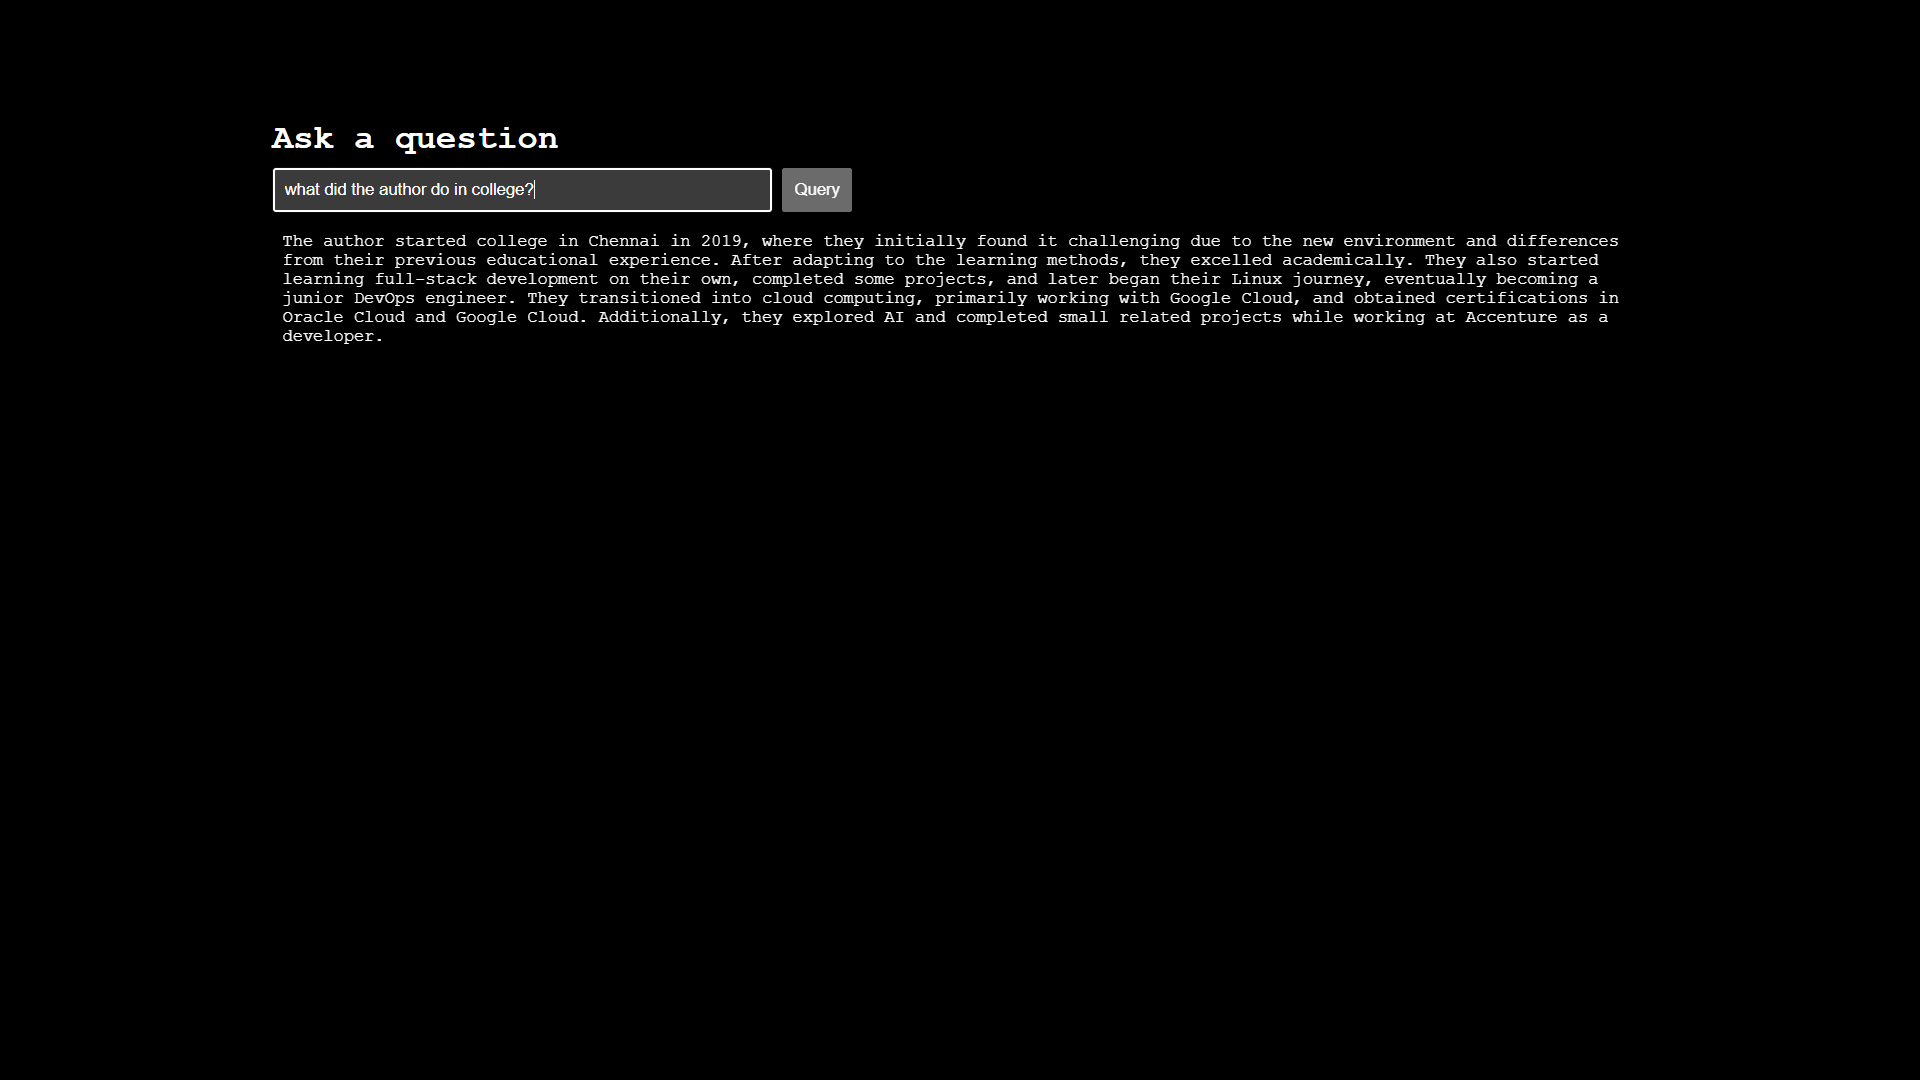 Ask a question
what did the author do in college?
Query
The author started college in Chennai in 2019, where they initially found it challenging due to the new environment and differences
from their previous educational experience. After adapting to the learning methods, they excelled academically. They also started
learning full-stack development on their own, completed some projects, and later began their Linux journey, eventually becoming a
junior DevOps engineer. They transitioned into cloud computing, primarily working with Google Cloud, and obtained certifications in
Oracle Cloud and Google Cloud. Additionally, they explored AI and completed small related projects while working at Accenture as a
developer.